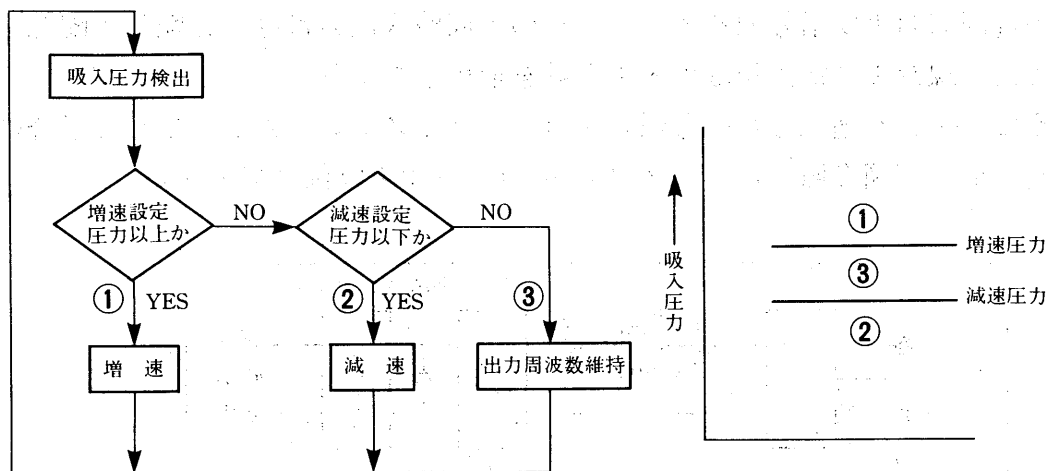 吸入圧力検出
増速設定
圧力以上か
NO
減速設定
圧力以下か
NO
① YES
② YES
③
増 速
減 速
出力周波数維持
吸入圧力
①
増速圧力
③
減速圧力
②